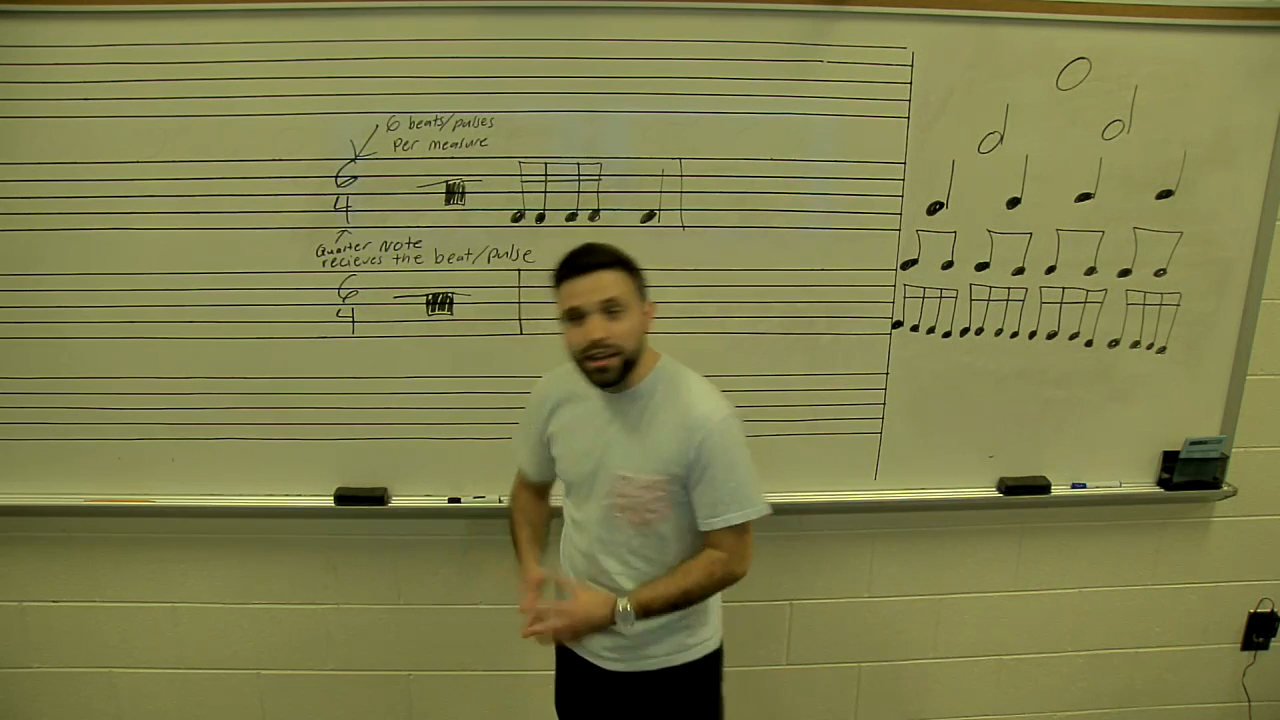 6 beats/pulses
Per measure
6
4
Quarter Note
recieves the beat/pulse
6
4